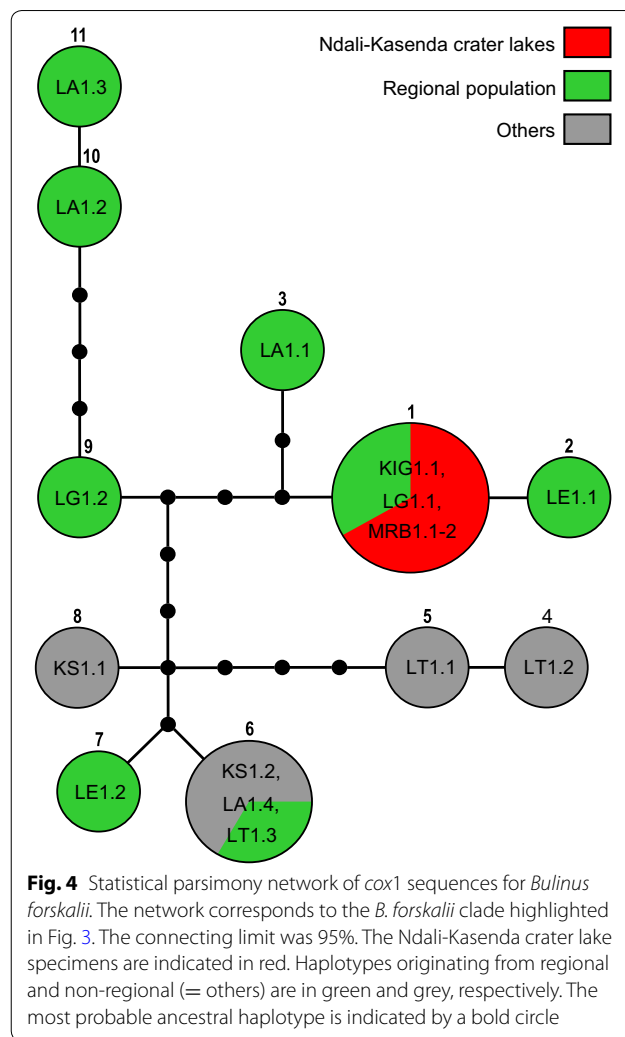 11
LA1.3
Ndali-Kasenda crater lakes
Regional population
Others
10
LA1.2
3
LA1.1
1
KIG1.1,
LG1.1,
MRB1.1-2
2
LE1.1
9
LG1.2
8
KS1.1
5
LT1.1
4
LT1.2
7
LE1.2
6
KS1.2,
LA1.4,
LT1.3
Fig. 4 Statistical parsimony network of cox1 sequences for Bulinus
forskalii. The network corresponds to the B. forskalii clade highlighted
in Fig. 3. The connecting limit was 95%. The Ndali-Kasenda crater lake
specimens are indicated in red. Haplotypes originating from regional
and non-regional (= others) are in green and grey, respectively. The
most probable ancestral haplotype is indicated by a bold circle